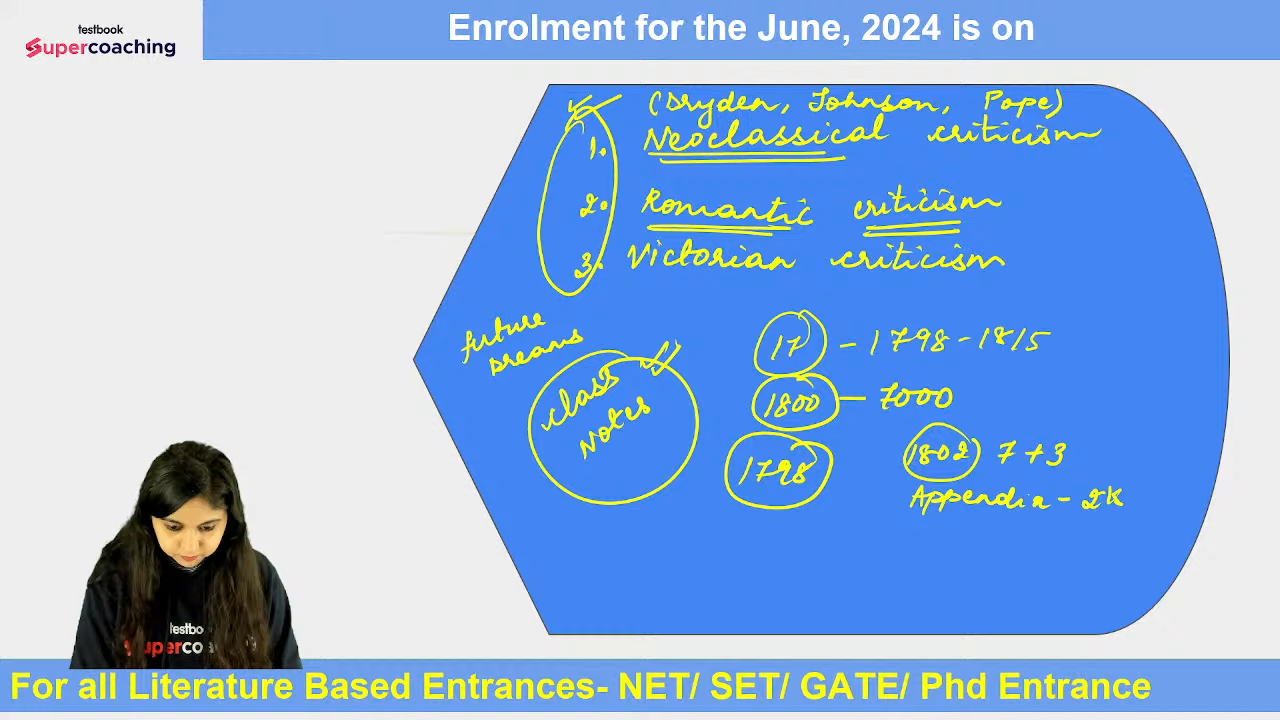 testbook
Supercoaching
Enrolment for the June, 2024 is on
(Dryden, Johnson, Pope)
1. Neoclassical criticism
2. Romantic criticism
3. Victorian criticism
future
Dreams
class
Notes
17 - 1798 - 1815
1800 - 7000
1798
1802) 7 + 3
Appendix - 2K
testbo
Superco
For all Literature Based Entrances- NET/ SET/ GATE/ Phd Entrance